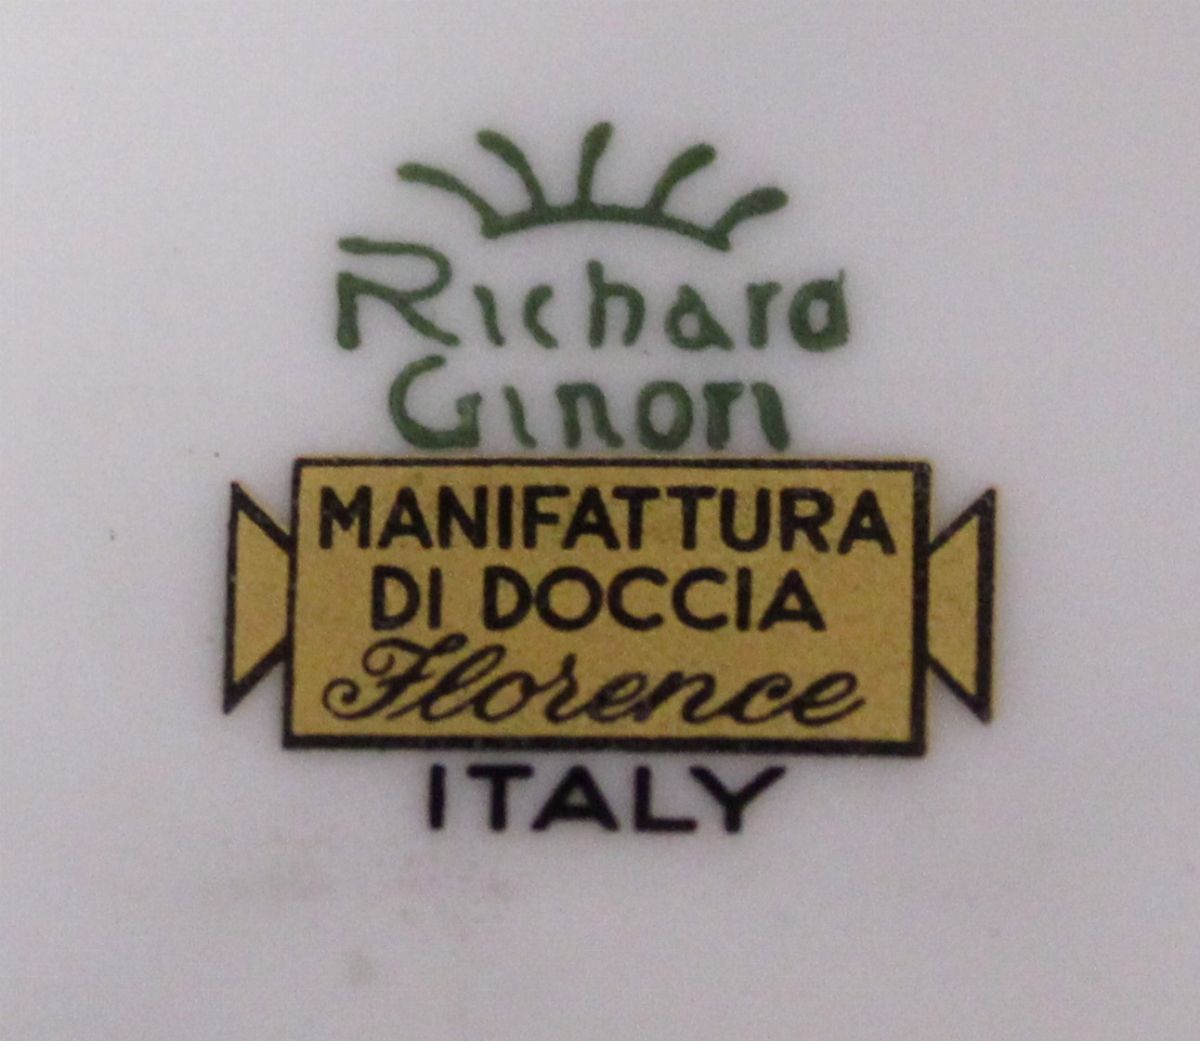 Richard
Ginori
MANIFATTURA
DI DOCCIA
Florence
ITALY